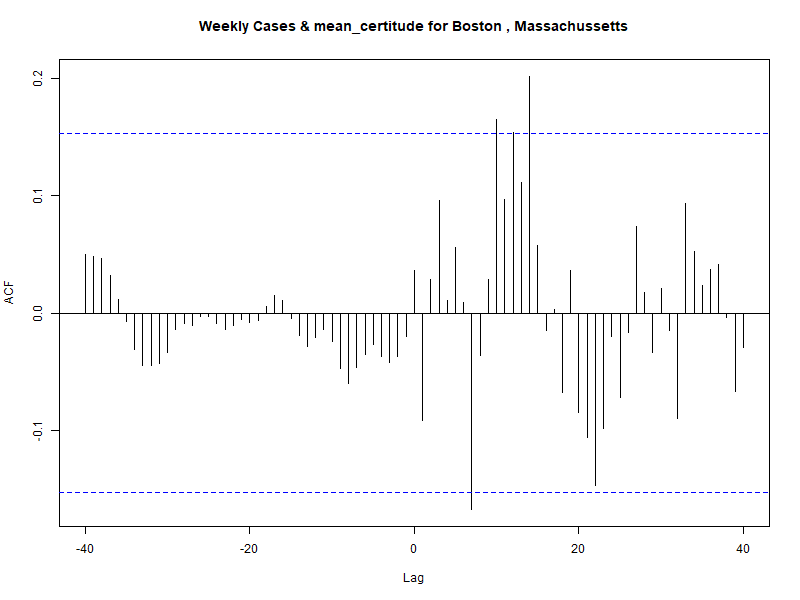 Weekly Cases & mean_certitude for Boston , Massachussetts
ACF
0.2
0.1
0.0
-0.1
-40 -20 0 20 40
Lag